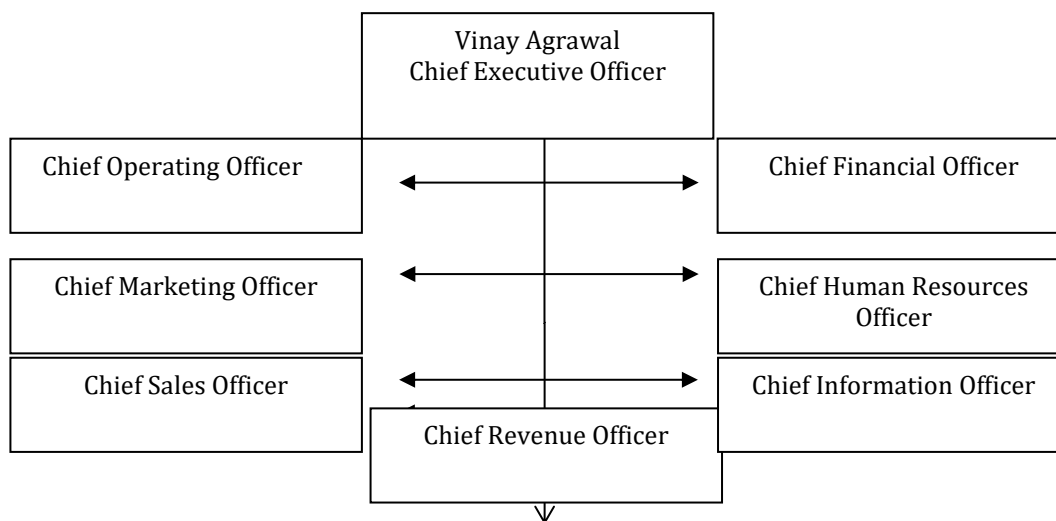 Vinay Agrawal
Chief Executive Officer
Chief Operating Officer
Chief Financial Officer
Chief Marketing Officer
Chief Human Resources
Officer
Chief Sales Officer
Chief Information Officer
Chief Revenue Officer